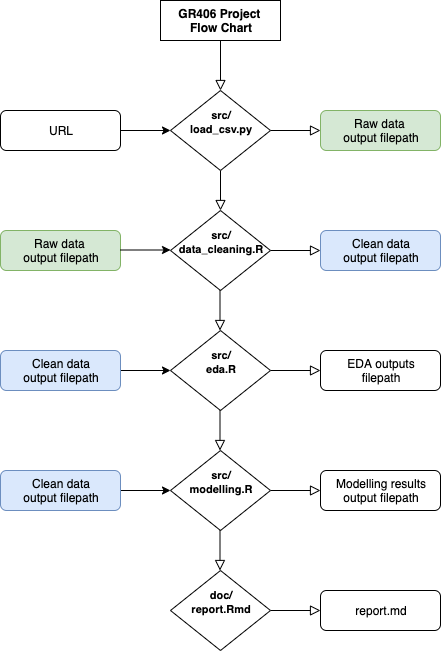 GR406 Project
Flow Chart
URL
src/
load_csv.py
Raw data
output filepath
Raw data
output filepath
src/
data_cleaning.R
Clean data
output filepath
Clean data
output filepath
src/
eda.R
EDA outputs
filepath
Clean data
output filepath
src/
modelling.R
Modelling results
output filepath
doc/
report.Rmd
report.md